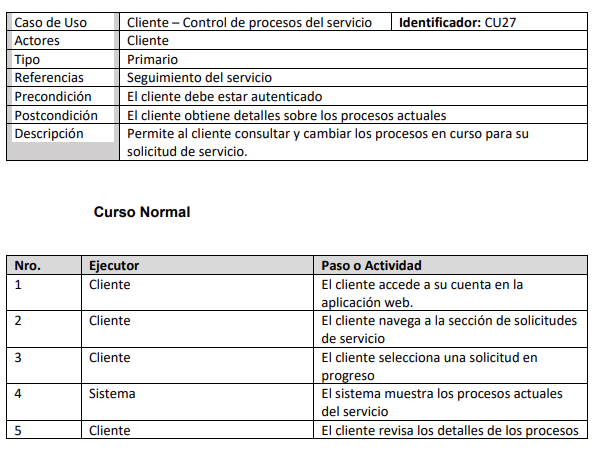 Caso de Uso Cliente – Control de procesos del servicio Identificador: CU27
Actores Cliente
Tipo Primario
Referencias Seguimiento del servicio
Precondición El cliente debe estar autenticado
Postcondición El cliente obtiene detalles sobre los procesos actuales
Descripción Permite al cliente consultar y cambiar los procesos en curso para su
solicitud de servicio.
Curso Normal
Nro. Ejecutor Paso o Actividad
1 Cliente El cliente accede a su cuenta en la
aplicación web.
2 Cliente El cliente navega a la sección de solicitudes
de servicio
3 Cliente El cliente selecciona una solicitud en
progreso
4 Sistema El sistema muestra los procesos actuales
del servicio
5 Cliente El cliente revisa los detalles de los procesos